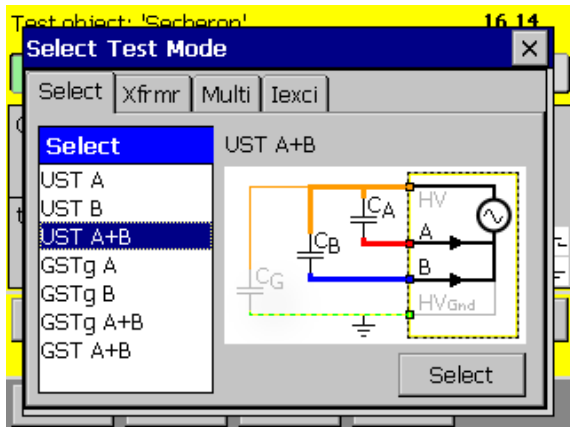 Test object: 'Secheron'
16 14
Select Test Mode
Select
Xfrmr
Multi
Iexci
Select
UST A
UST B
UST A+B
GSTg A
GSTg B
GSTg A+B
GST A+B
UST A+B
HV
CA
A
CB
B
CG
HVGnd
Select